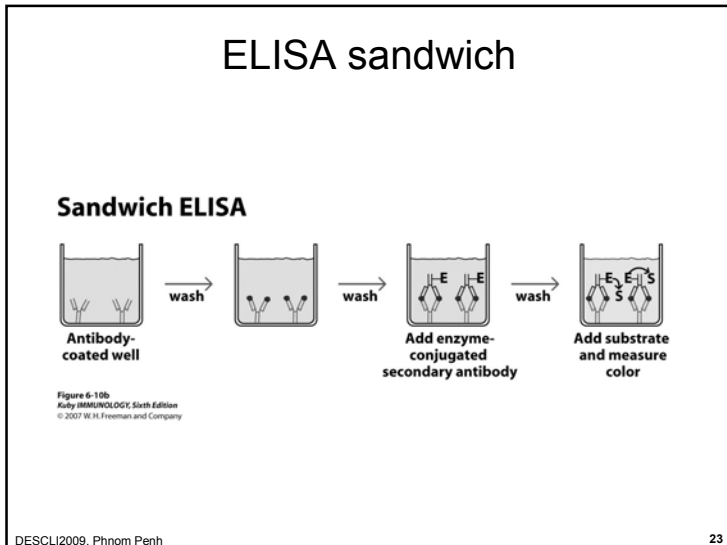 ELISA sandwich
Sandwich ELISA
wash
wash
wash
E
E
E
E
S
S
Antibody-
coated well
Add enzyme-
conjugated
secondary antibody
Add substrate
and measure
color
Figure 6-10b
Kuby IMMUNOLOGY, Sixth Edition
© 2007 W. H. Freeman and Company
DESCLI2009, Phnom Penh
23